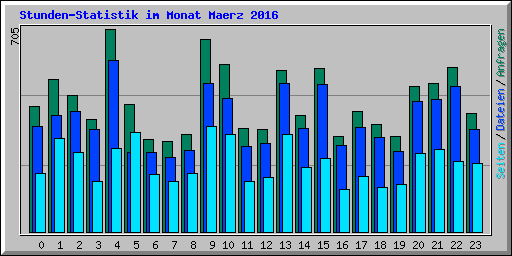 Stunden-Statistik im Monat Maerz 2016
705
Seiten / Dateien / Anfragen
0 1 2 3 4 5 6 7 8 9 10 11 12 13 14 15 16 17 18 19 20 21 22 23